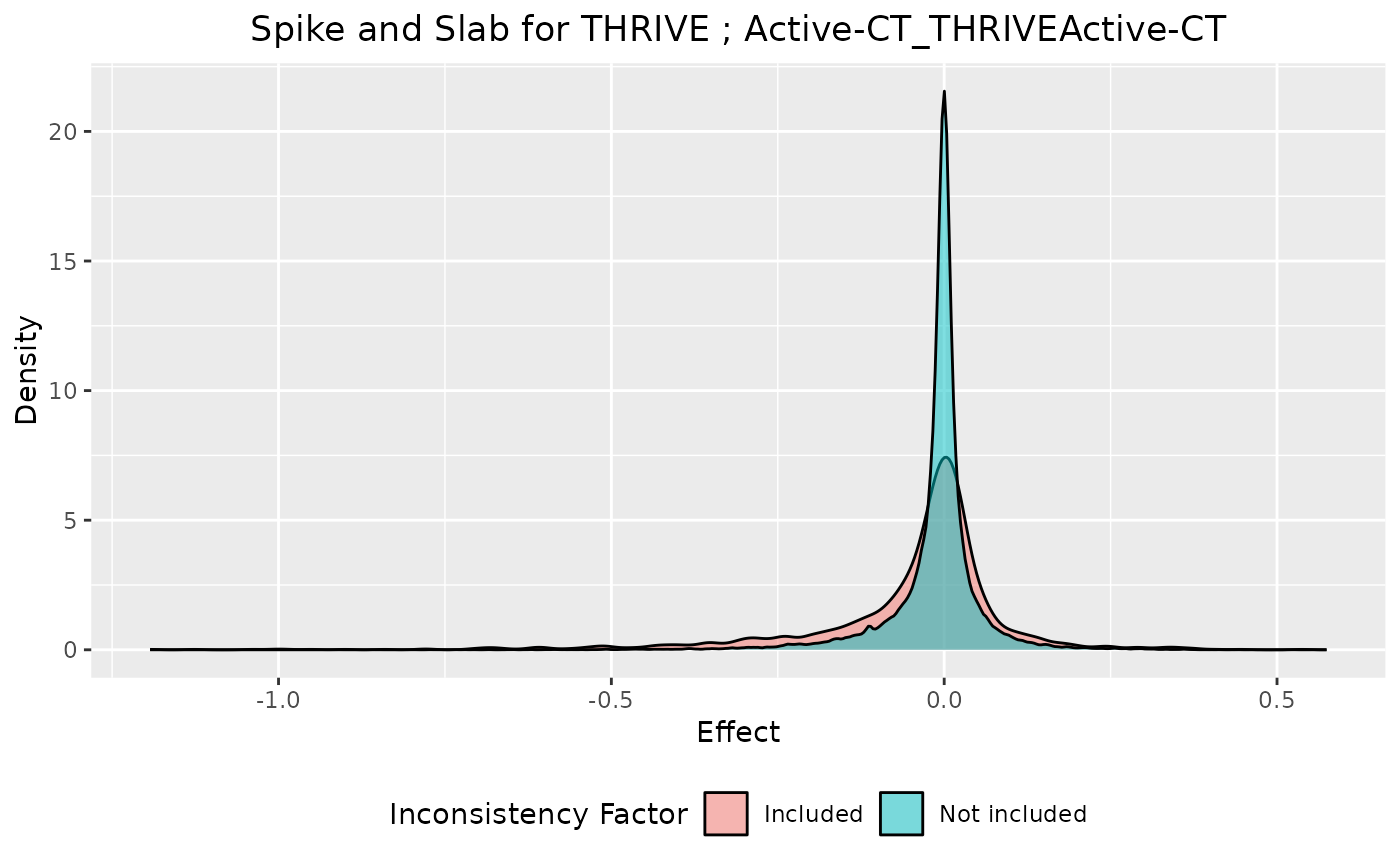 Spike and Slab for THRIVE ; Active-CT_THRIVEActive-CT
20
15
10
5
0
Density
-1.0 -0.5 0.0 0.5
Effect
Inconsistency Factor Included Not included